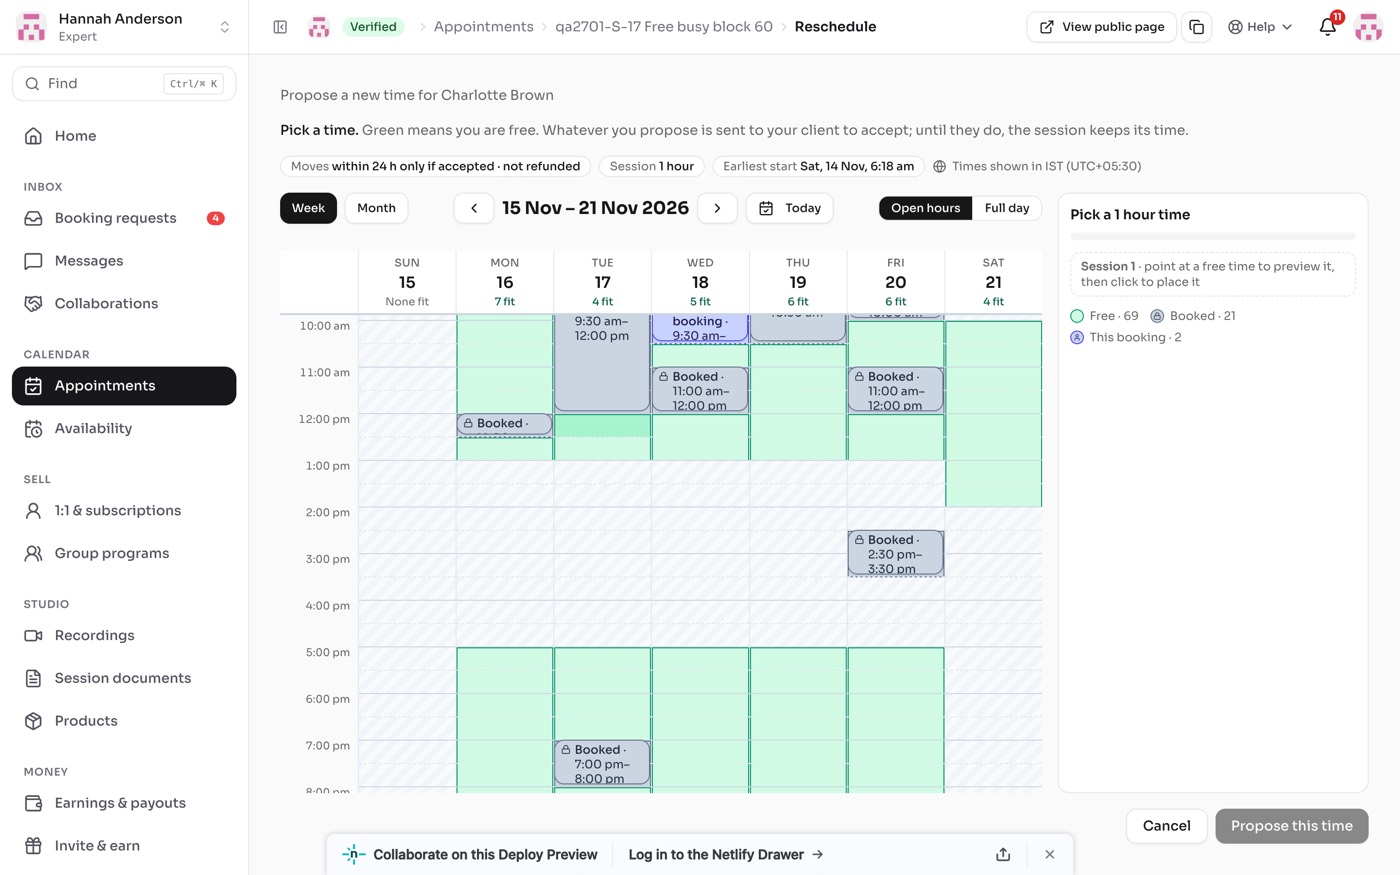 Hannah Anderson
Expert
Verified
Appointments
qa2701-S-17 Free busy block 60
Reschedule
View public page
Help
11
Find
Ctrl/⌘ K
Home
INBOX
Booking requests
4
Messages
Collaborations
CALENDAR
Appointments
Availability
SELL
1:1 & subscriptions
Group programs
STUDIO
Recordings
Session documents
Products
MONEY
Earnings & payouts
Invite & earn
Propose a new time for Charlotte Brown
Pick a time. Green means you are free. Whatever you propose is sent to your client to accept; until they do, the session keeps its time.
Moves within 24 h only if accepted · not refunded
Session 1 hour
Earliest start Sat, 14 Nov, 6:18 am
Times shown in IST (UTC+05:30)
Week
Month
15 Nov – 21 Nov 2026
Today
Open hours
Full day
SUN
15
None fit
MON
16
7 fit
TUE
17
4 fit
WED
18
5 fit
THU
19
6 fit
FRI
20
6 fit
SAT
21
4 fit
10:00 am
11:00 am
12:00 pm
1:00 pm
2:00 pm
3:00 pm
4:00 pm
5:00 pm
6:00 pm
7:00 pm
8:00 pm
Booked ·
9:30 am–
12:00 pm
Booked ·
7:00 pm–
8:00 pm
booking ·
9:30 am–
Booked ·
11:00 am–
12:00 pm
Booked ·
11:00 am–
12:00 pm
Booked ·
2:30 pm–
3:30 pm
Pick a 1 hour time
Session 1 · point at a free time to preview it,
then click to place it
Free · 69
Booked · 21
This booking · 2
Cancel
Propose this time
Collaborate on this Deploy Preview
Log in to the Netlify Drawer →